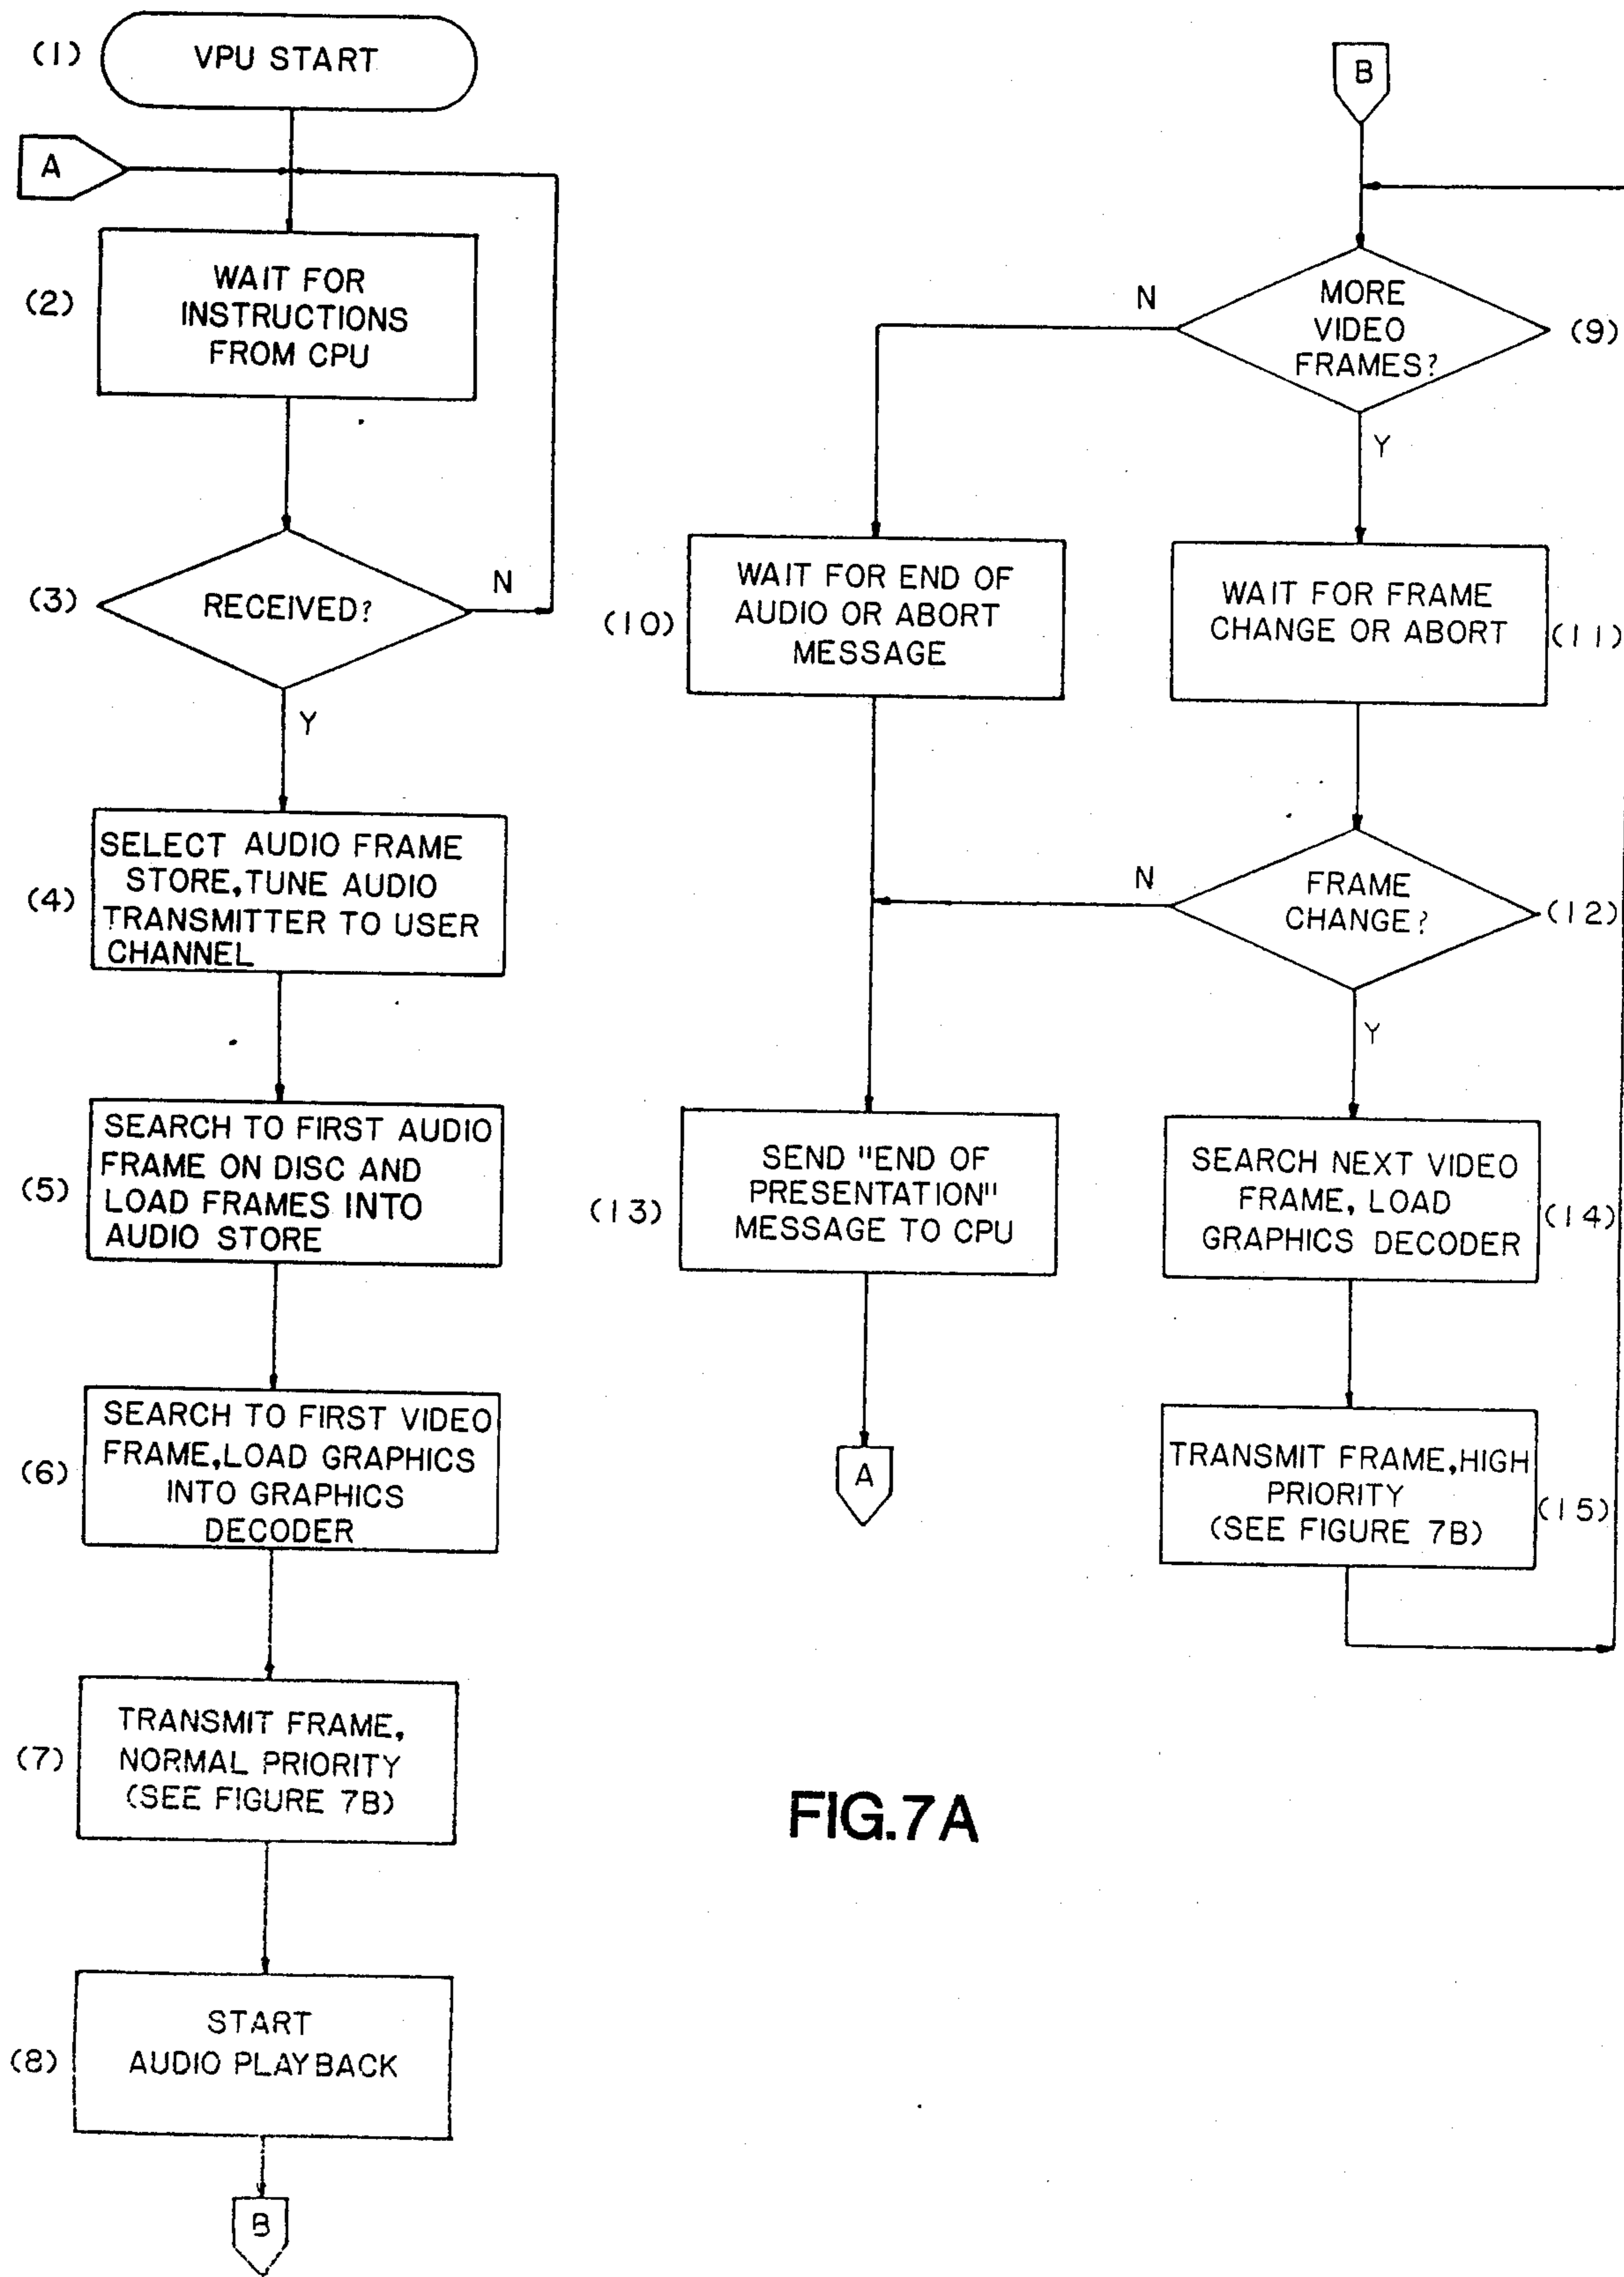 (1)
VPU START
A
(2)
WAIT FOR
INSTRUCTIONS
FROM CPU
(3)
RECEIVED?
N
Y
(4)
SELECT AUDIO FRAME
STORE, TUNE AUDIO
TRANSMITTER TO USER
CHANNEL
(5)
SEARCH TO FIRST AUDIO
FRAME ON DISC AND
LOAD FRAMES INTO
AUDIO STORE
(6)
SEARCH TO FIRST VIDEO
FRAME, LOAD GRAPHICS
INTO GRAPHICS
DECODER
(7)
TRANSMIT FRAME,
NORMAL PRIORITY
(SEE FIGURE 7B)
(8)
START
AUDIO PLAYBACK
B
B
MORE
VIDEO
FRAMES?
(9)
N
Y
(10)
WAIT FOR END OF
AUDIO OR ABORT
MESSAGE
WAIT FOR FRAME
CHANGE OR ABORT
(11)
FRAME
CHANGE?
(12)
N
Y
(13)
SEND "END OF
PRESENTATION"
MESSAGE TO CPU
A
SEARCH NEXT VIDEO
FRAME, LOAD
GRAPHICS DECODER
(14)
TRANSMIT FRAME, HIGH
PRIORITY
(SEE FIGURE 7B)
(15)
FIG.7A